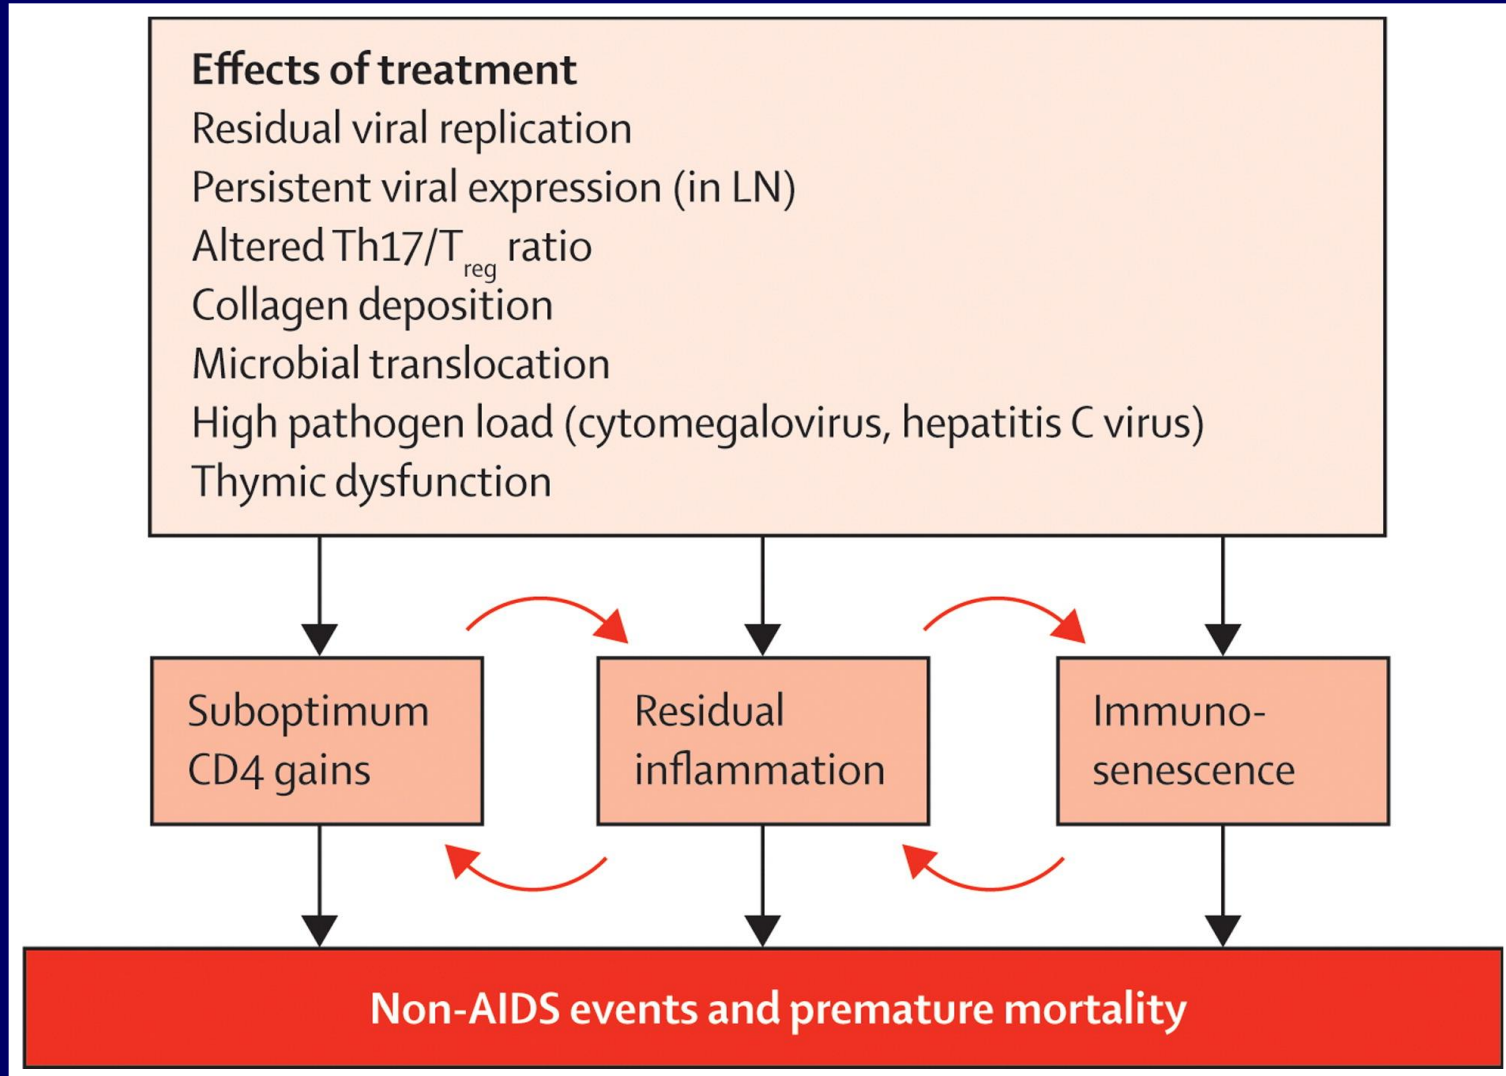 Effects of treatment
Residual viral replication
Persistent viral expression (in LN)
Altered Th17/Treg ratio
Collagen deposition
Microbial translocation
High pathogen load (cytomegalovirus, hepatitis C virus)
Thymic dysfunction
Suboptimum
CD4 gains
Residual
inflammation
Immuno-
senescence
Non-AIDS events and premature mortality